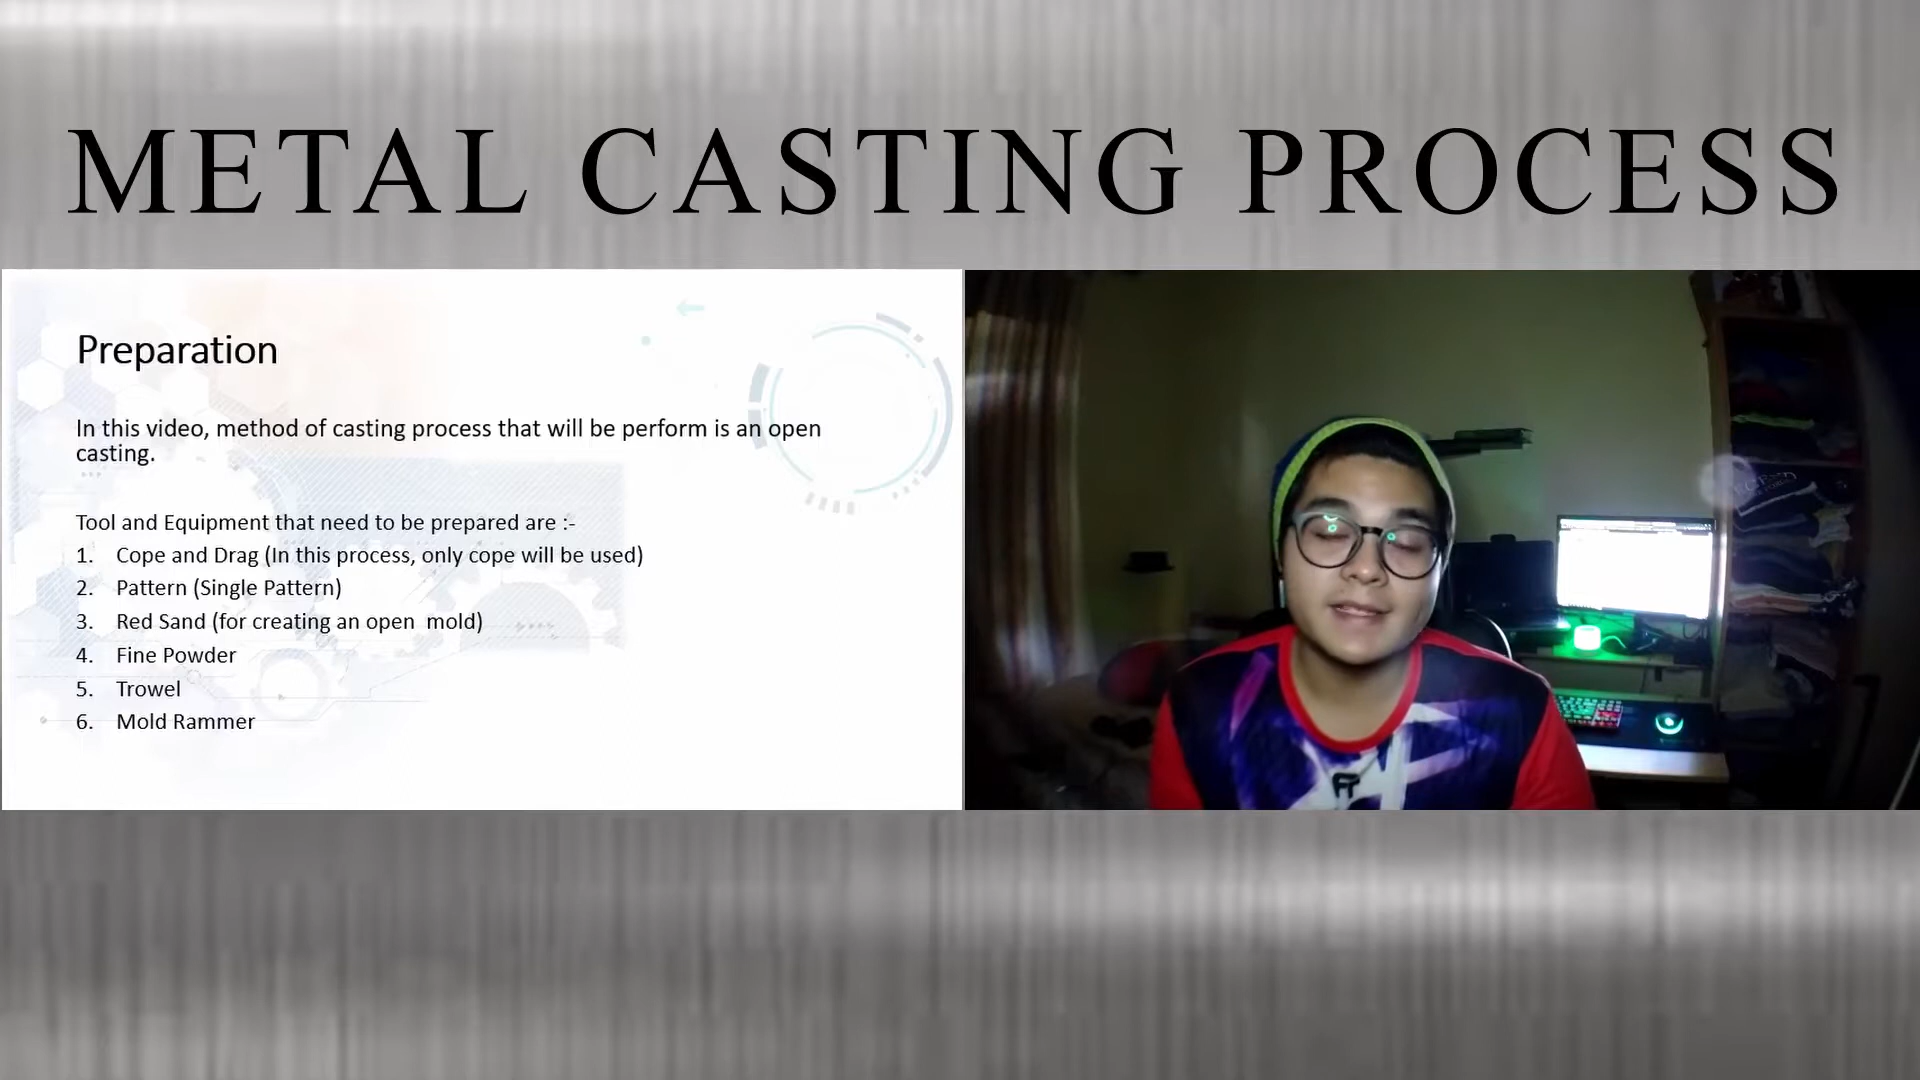 METAL CASTING PROCESS
Preparation
In this video, method of casting process that will be perform is an open
casting.
Tool and Equipment that need to be prepared are :-
1. Cope and Drag (In this process, only cope will be used)
2. Pattern (Single Pattern)
3. Red Sand (for creating an open  mold)
4. Fine Powder
5. Trowel
6. Mold Rammer